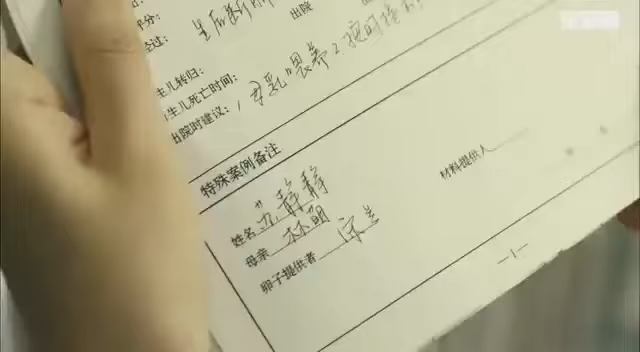 出院
主儿转归:
生儿死亡时间:
出院时建议: 1. 母乳喂养 2. 按时接种
特殊案例备注
姓名 静静
母亲 林萌
卵子提供者 宋兰
材料提供人
-1-